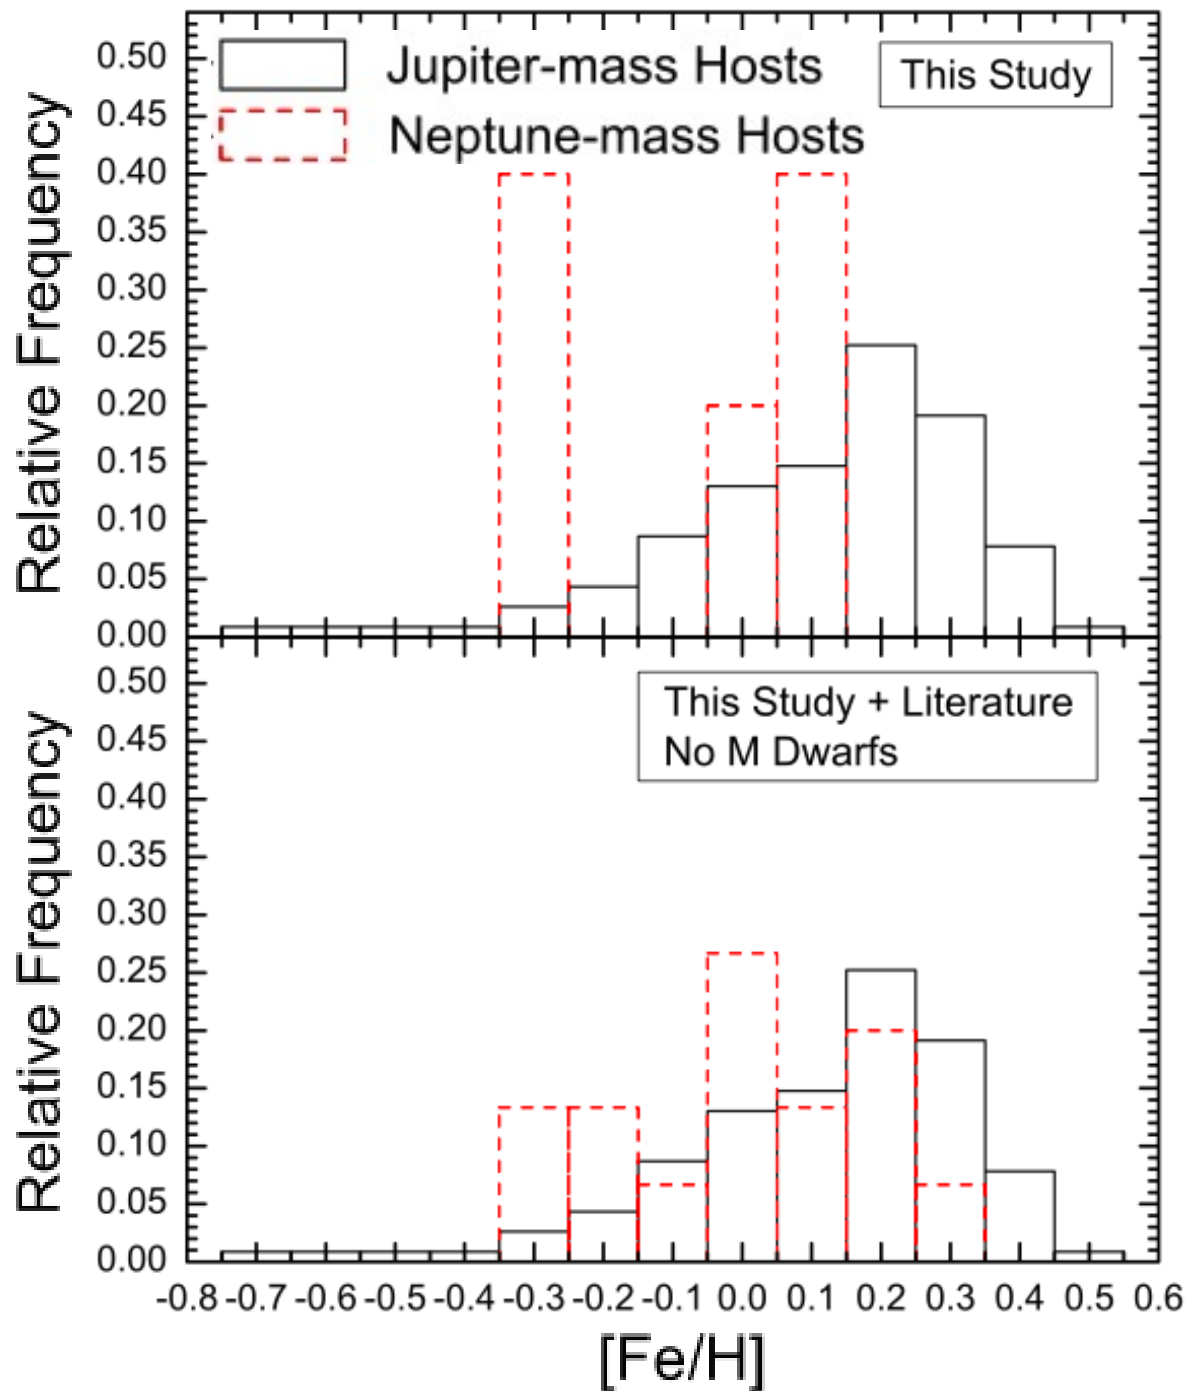 0.50
0.45
0.40
0.35
0.30
0.25
0.20
0.15
0.10
0.05
0.00
Relative Frequency
Jupiter-mass Hosts
Neptune-mass Hosts
This Study
0.50
0.45
0.40
0.35
0.30
0.25
0.20
0.15
0.10
0.05
0.00
Relative Frequency
This Study + Literature
No M Dwarfs
-0.8 -0.7 -0.6 -0.5 -0.4 -0.3 -0.2 -0.1 0.0 0.1 0.2 0.3 0.4 0.5 0.6
[Fe/H]